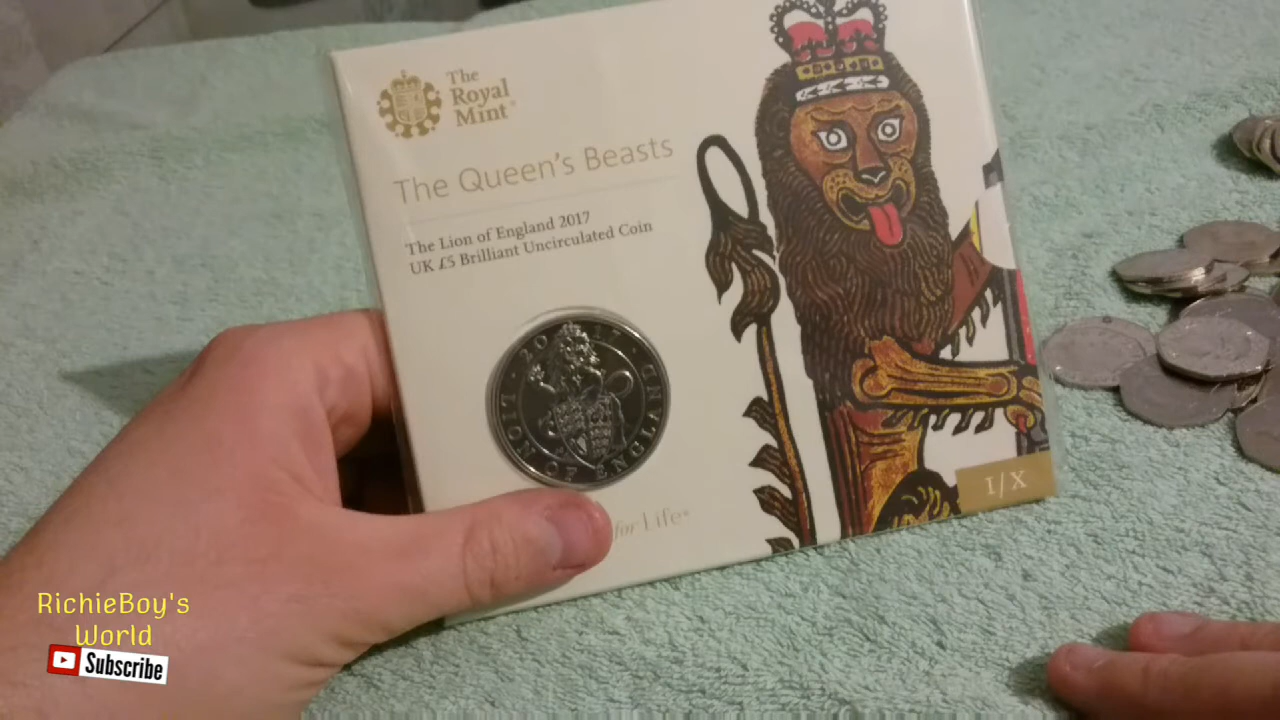 The
Royal
Mint®
The Queen's Beasts
The Lion of England 2017
UK £5 Brilliant Uncirculated Coin
2017
LION OF ENGLAND
for Life®
I/X
RichieBoy's
World
Subscribe